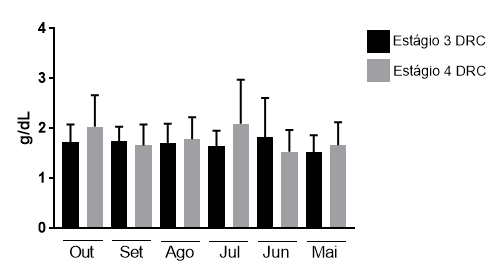 g/dL
4
3
2
1
0
Out Set Ago Jul Jun Mai
Estágio 3 DRC
Estágio 4 DRC